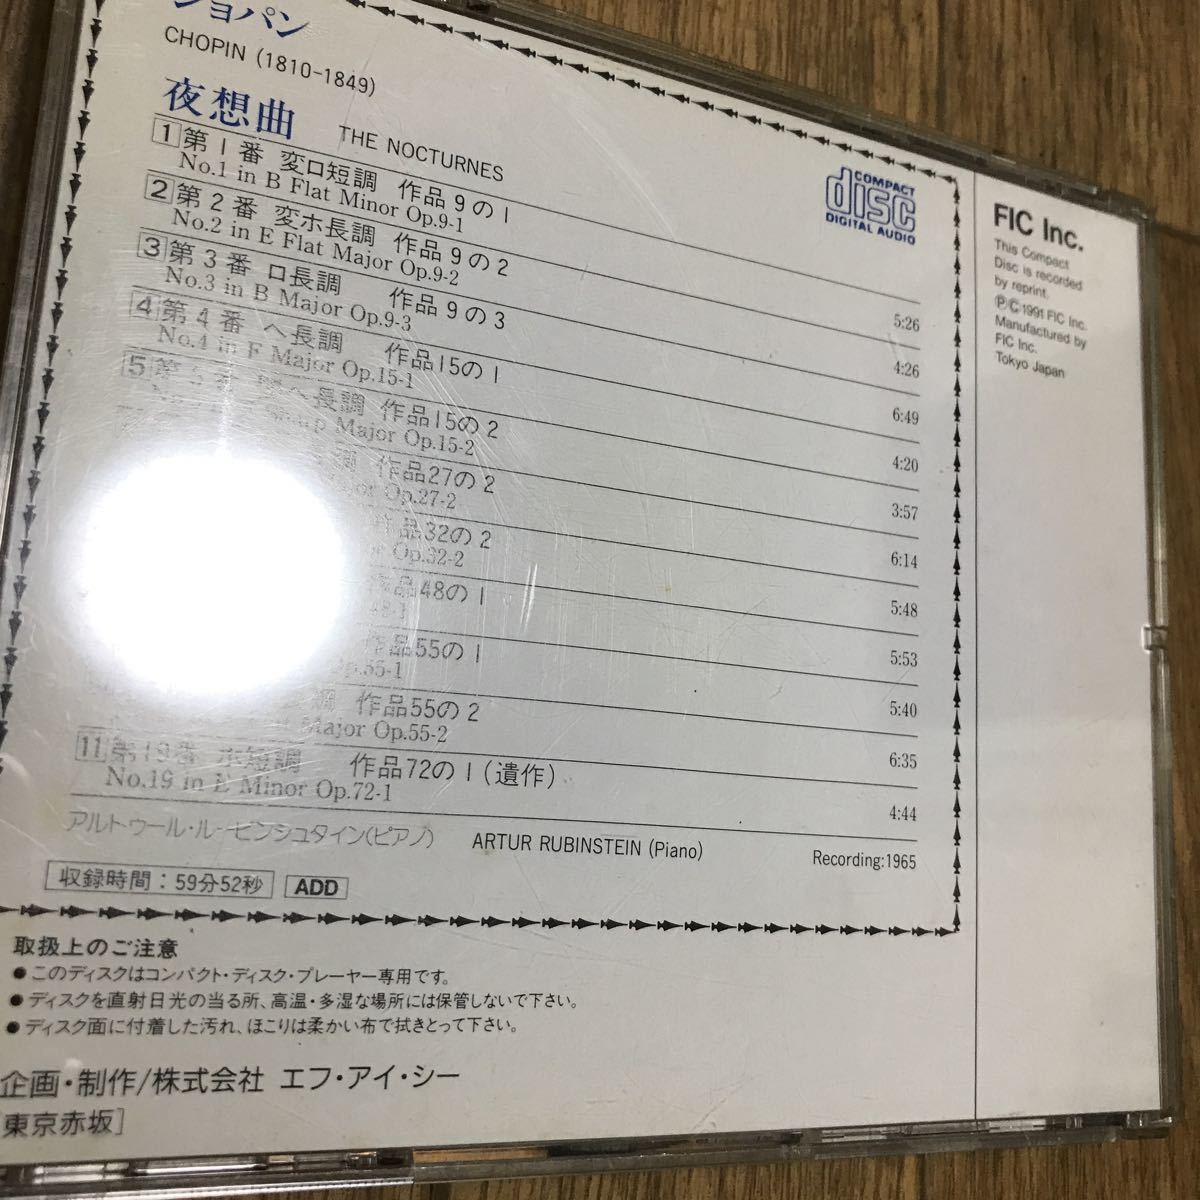 ショパン
CHOPIN (1810-1849)
夜想曲 THE NOCTURNES
1 第1番 変ロ短調 作品9の1
No.1 in B Flat Minor Op.9-1
5:26
2 第2番 変ホ長調 作品9の2
No.2 in E Flat Major Op.9-2
4:26
3 第3番 ロ長調 作品9の3
No.3 in B Major Op.9-3
6:49
4 第4番 ヘ長調 作品15の1
No.4 in F Major Op.15-1
4:20
5 第5番 ヘ長調 作品15の2
Major Op.15-2
3:57
作品27の2
Op.27-2
6:14
作品32の2
Op.32-2
5:48
作品48の1
5:53
作品55の1
Op.55-1
5:40
長調 作品55の2
Major Op.55-2
6:35
11 第19番 ホ短調 作品72の1(遺作)
No.19 in E Minor Op.72-1
4:44
アルトゥール・ルービンシュタイン(ピアノ) ARTUR RUBINSTEIN (Piano)
Recording:1965
収録時間:59分52秒 ADD
COMPACT
disc
DIGITAL AUDIO
FIC Inc.
This Compact
Disc is recorded
by reprint.
ⓅⒸ1991 FIC Inc.
Manufactured by
FIC Inc.
Tokyo Japan
取扱上のご注意
●このディスクはコンパクト・ディスク・プレーヤー専用です。
●ディスクを直射日光の当る所、高温・多湿な場所には保管しないで下さい。
●ディスク面に付着した汚れ、ほこりは柔かい布で拭きとって下さい。
企画・制作/株式会社 エフ・アイ・シー
東京赤坂]